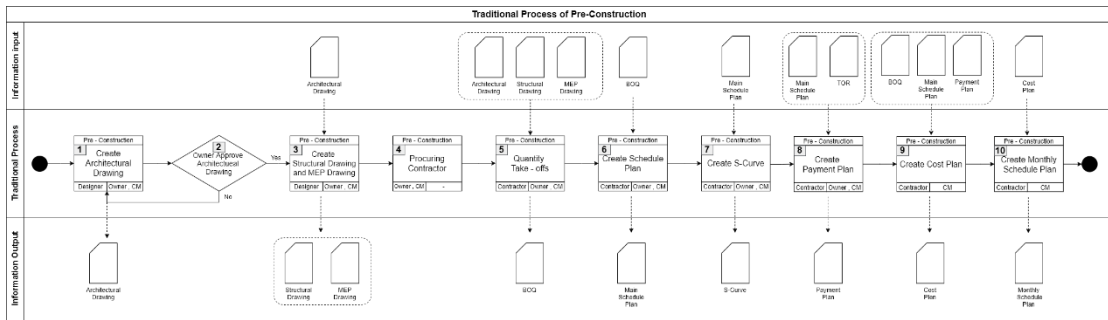 Traditional Process of Pre-Construction
Information input
Architectural
Drawing
Architectural
Drawing
Structural
Drawing
MEP
Drawing
BOQ
Main
Schedule
Plan
Main
Schedule
Plan
TOR
BOQ
Main
Schedule
Plan
Payment
Plan
Cost
Plan
Traditional Process
Pre - Construction
1
Create
Architectural
Drawing
Designer
Owner , CM
2
Owner Approve
Architectueal
Drawing
Yes
No
Pre - Construction
3
Create
Structural Drawing
and MEP Drawing
Designer
Owner , CM
Pre - Construction
4
Procuring
Contractor
Owner , CM
-
Pre - Construction
5
Quantity
Take - offs
Contractor
Owner , CM
Pre - Construction
6
Create Schedule
Plan
Contractor
Owner , CM
Pre - Construction
7
Create S-Curve
Contractor
Owner , CM
Pre - Construction
8
Create
Payment Plan
Contractor
Owner , CM
Pre - Construction
9
Create Cost Plan
Contractor
CM
Pre - Construction
10
Create Monthly
Schedule Plan
Contractor
CM
Information Output
Architectural
Drawing
Structural
Drawing
MEP
Drawing
BOQ
Main
Schedule
Plan
S-Curve
Payment
Plan
Cost
Plan
Monthly
Schedule
Plan